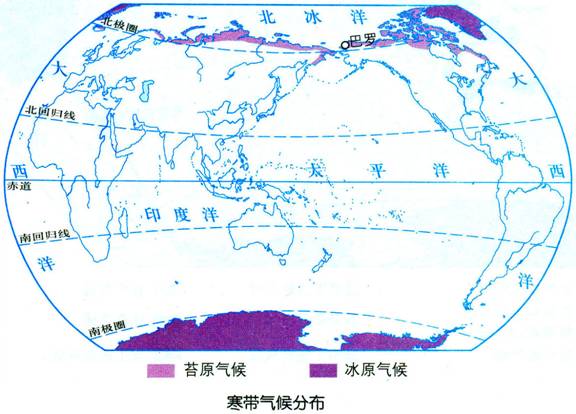 北冰洋
北极圈
巴罗
大
大
北回归线
西
太平洋
西
赤道
印度洋
南回归线
洋
洋
南极圈
苔原气候
冰原气候
寒带气候分布